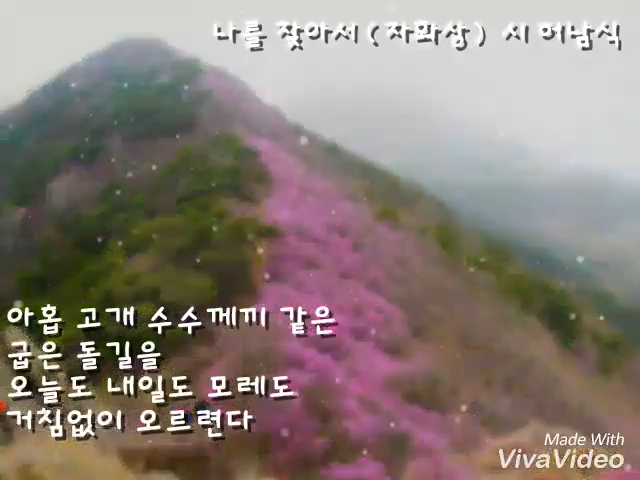 나를 찾아서 ( 자화상 )  시 허남식
아홉 고개 수수께끼 같은
굽은 돌길을
오늘도 내일도 모레도
거침없이 오르련다
Made With
VivaVideo